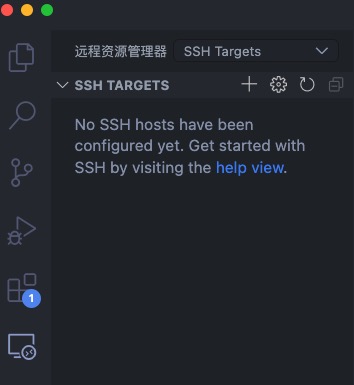 远程资源管理器 SSH Targets
SSH TARGETS
No SSH hosts have been
configured yet. Get started with
SSH by visiting the help view.
1